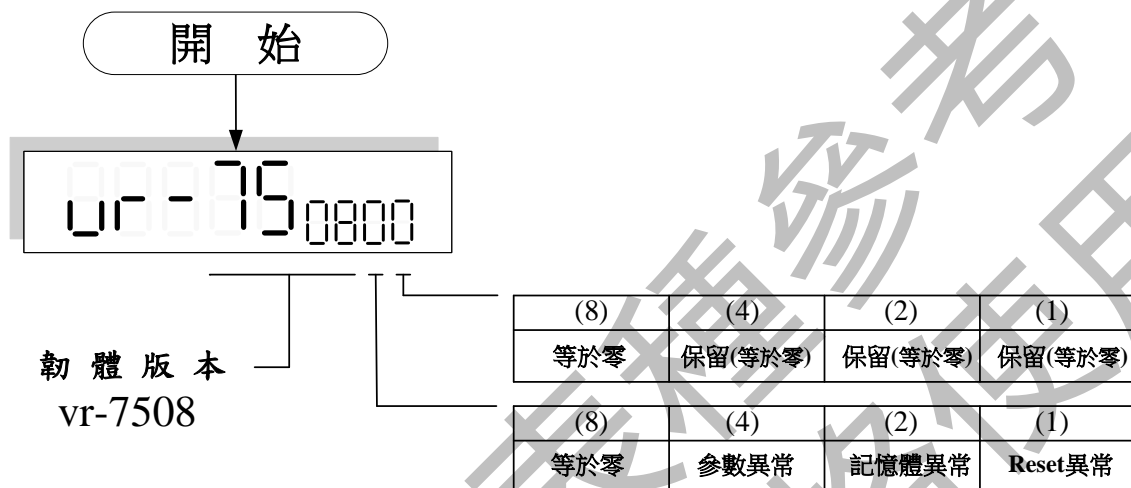 開 始
ur-75 0800
韌 體 版 本
vr-7508
(8) (4) (2) (1)
等於零 保留(等於零) 保留(等於零) 保留(等於零)
(8) (4) (2) (1)
等於零 參數異常 記憶體異常 Reset異常